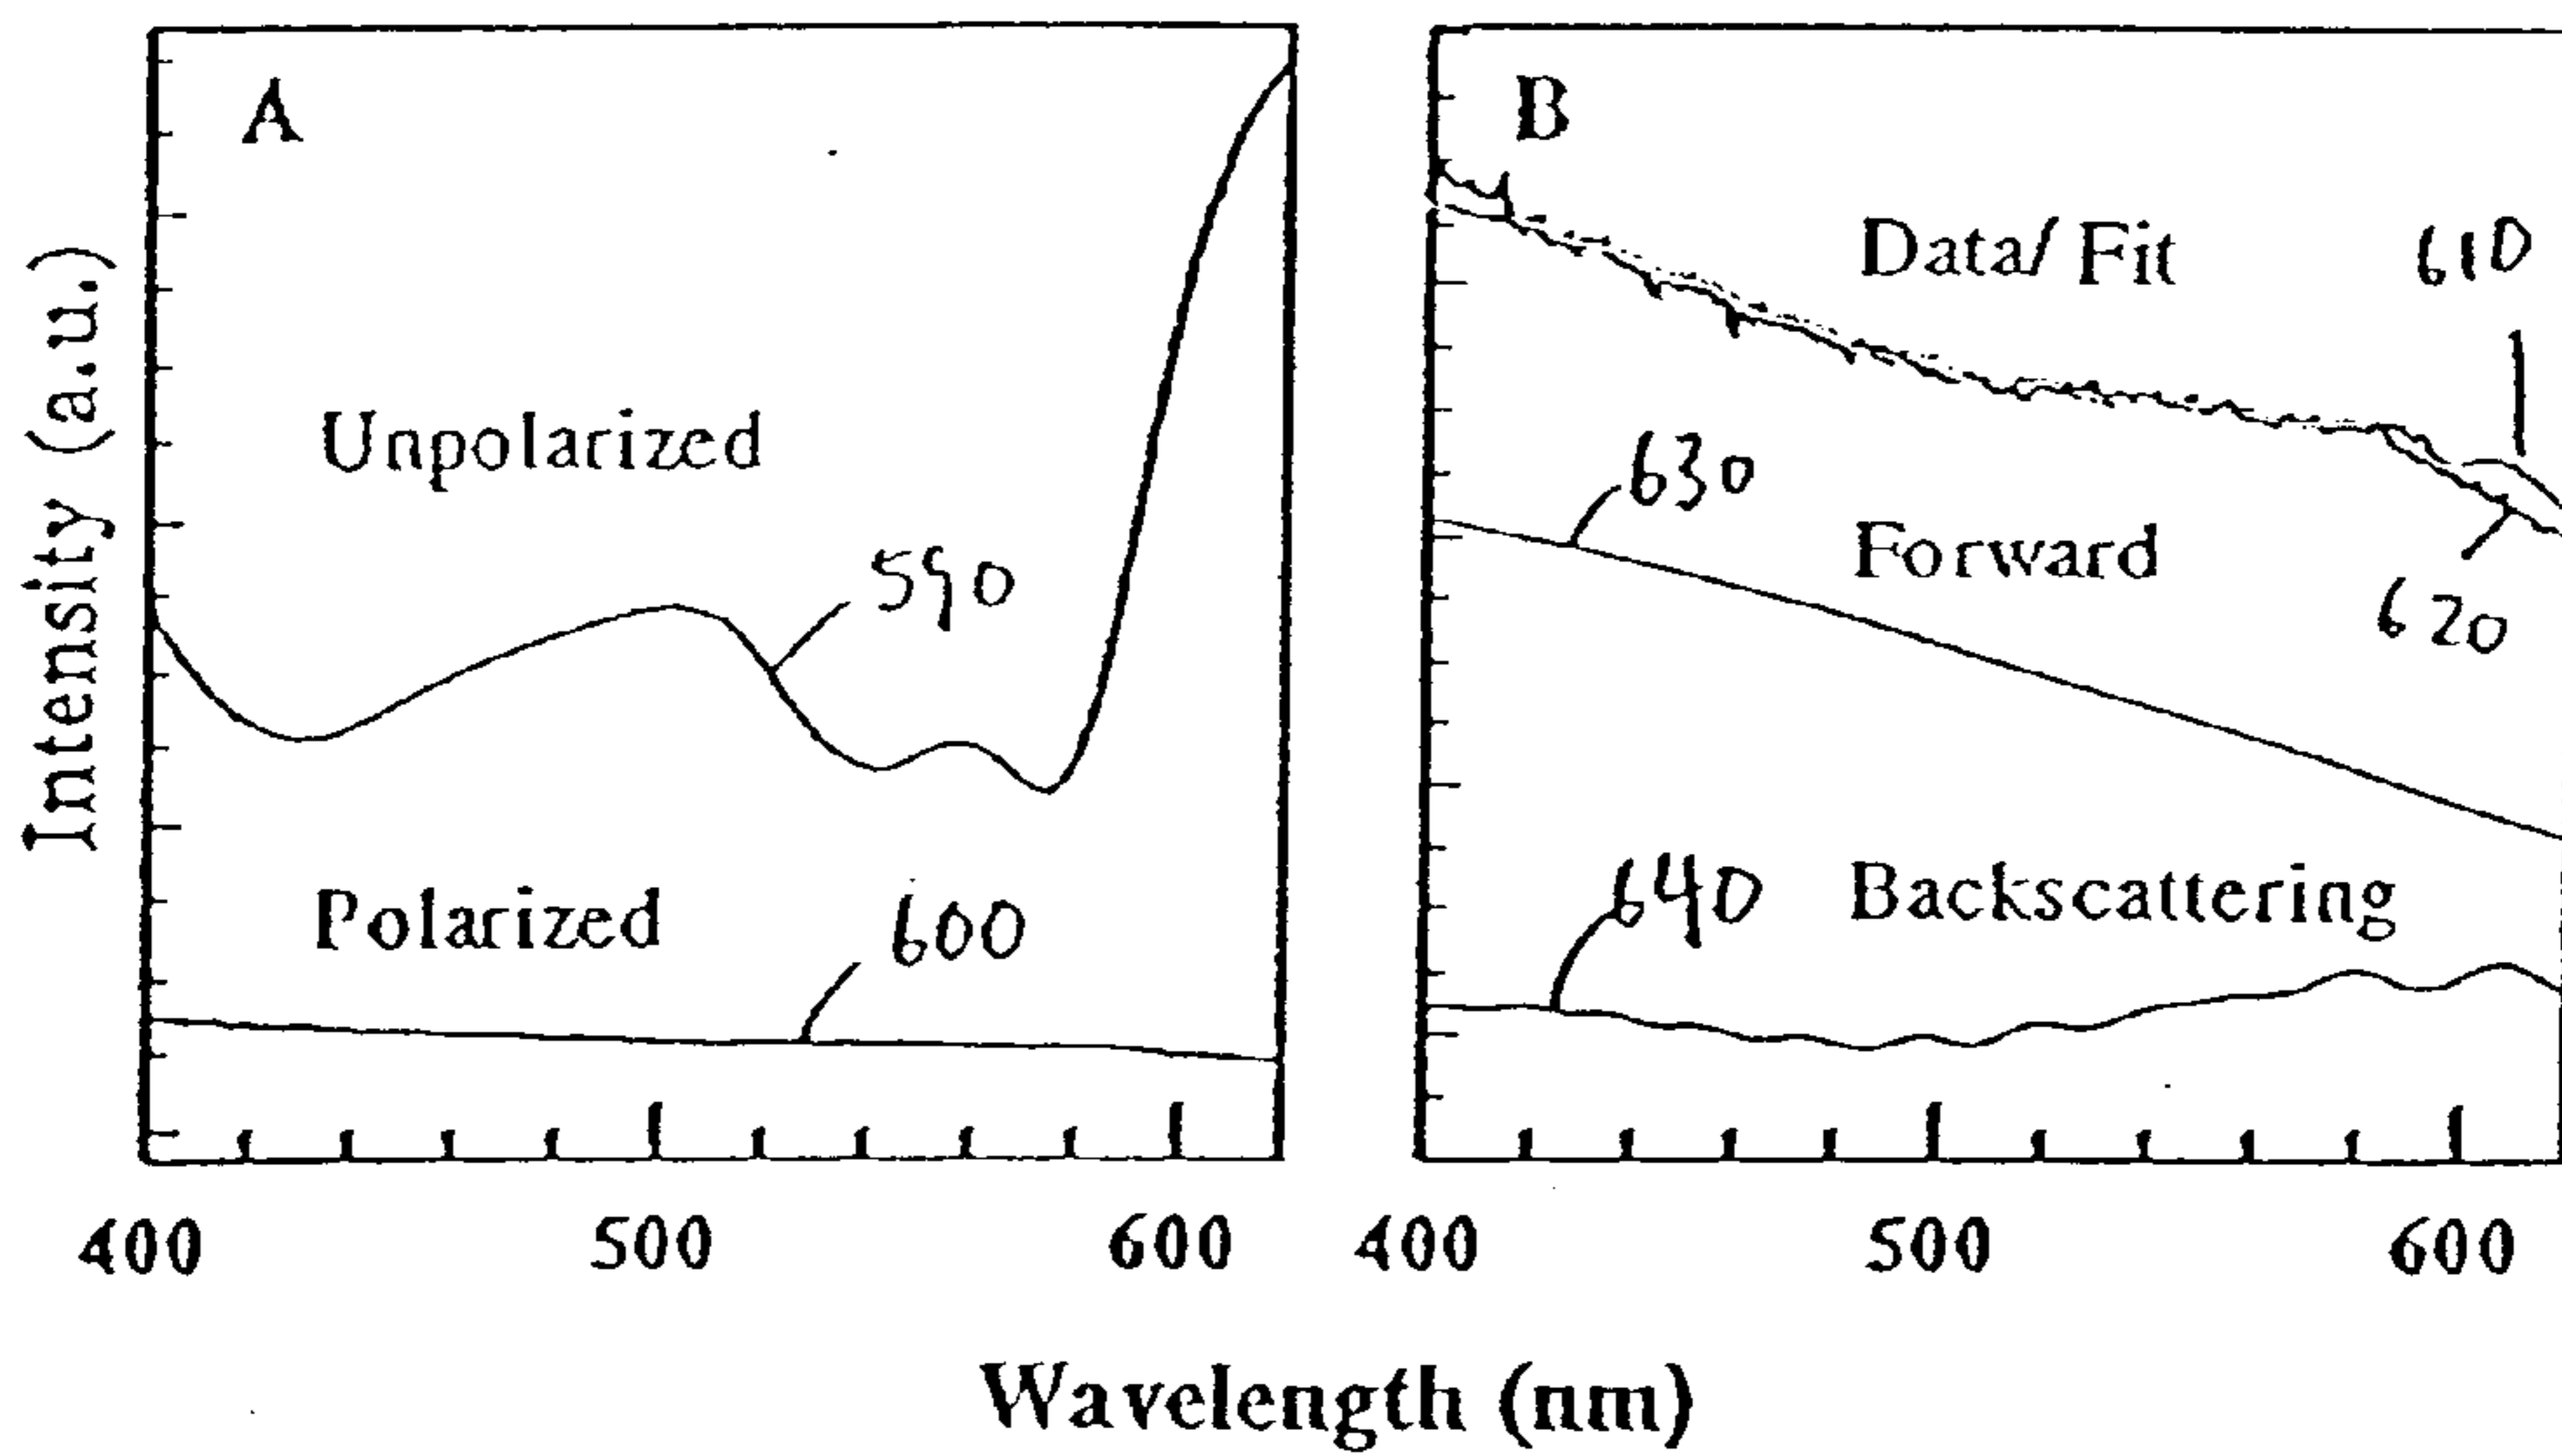 A
Unpolarized
590
Polarized
600
Intensity (a.u.)
400 500 600
B
Data/ Fit
610
630
Forward
620
640
Backscattering
400 500 600
Wavelength (nm)